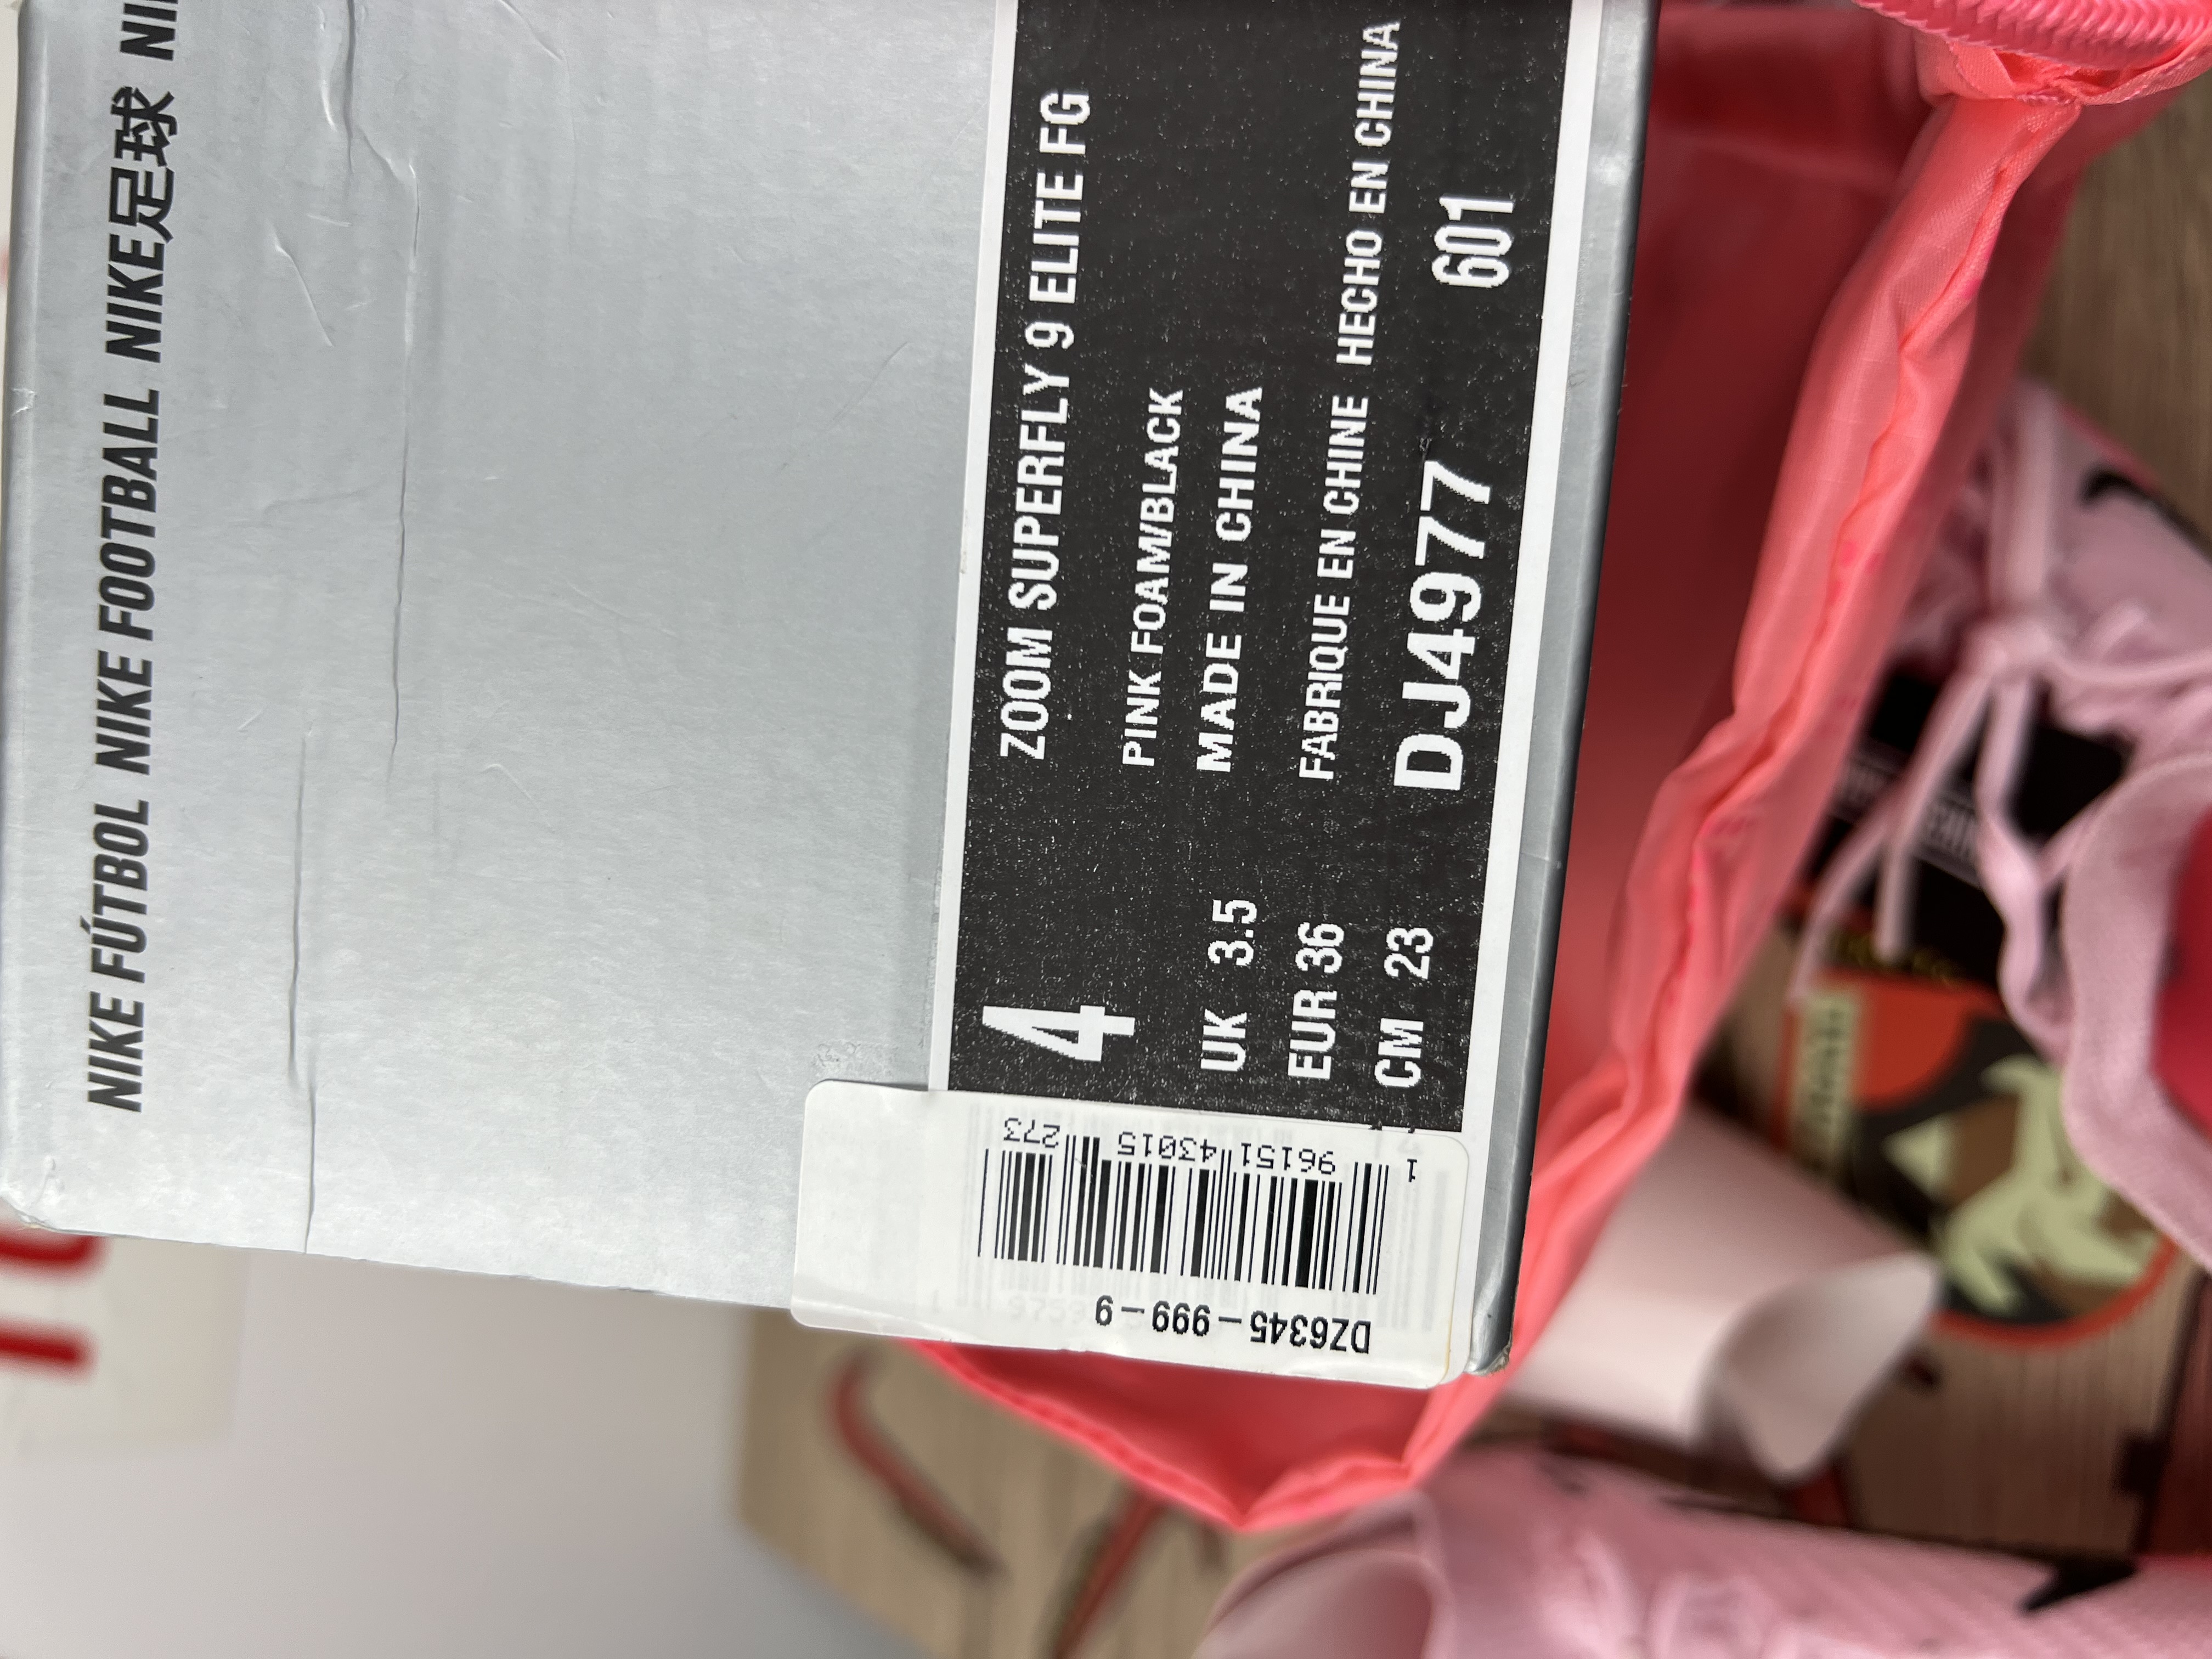 NIKE FÚTBOL NIKE FOOTBALL NIKE足球
4
ZOOM SUPERFLY 9 ELITE FG
PINK FOAM/BLACK
UK 3.5
MADE IN CHINA
EUR 36
FABRIQUE EN CHINE HECHO EN CHINA
CM 23
DJ4977 601
DZ6345-999-9
1 96151 43015 273